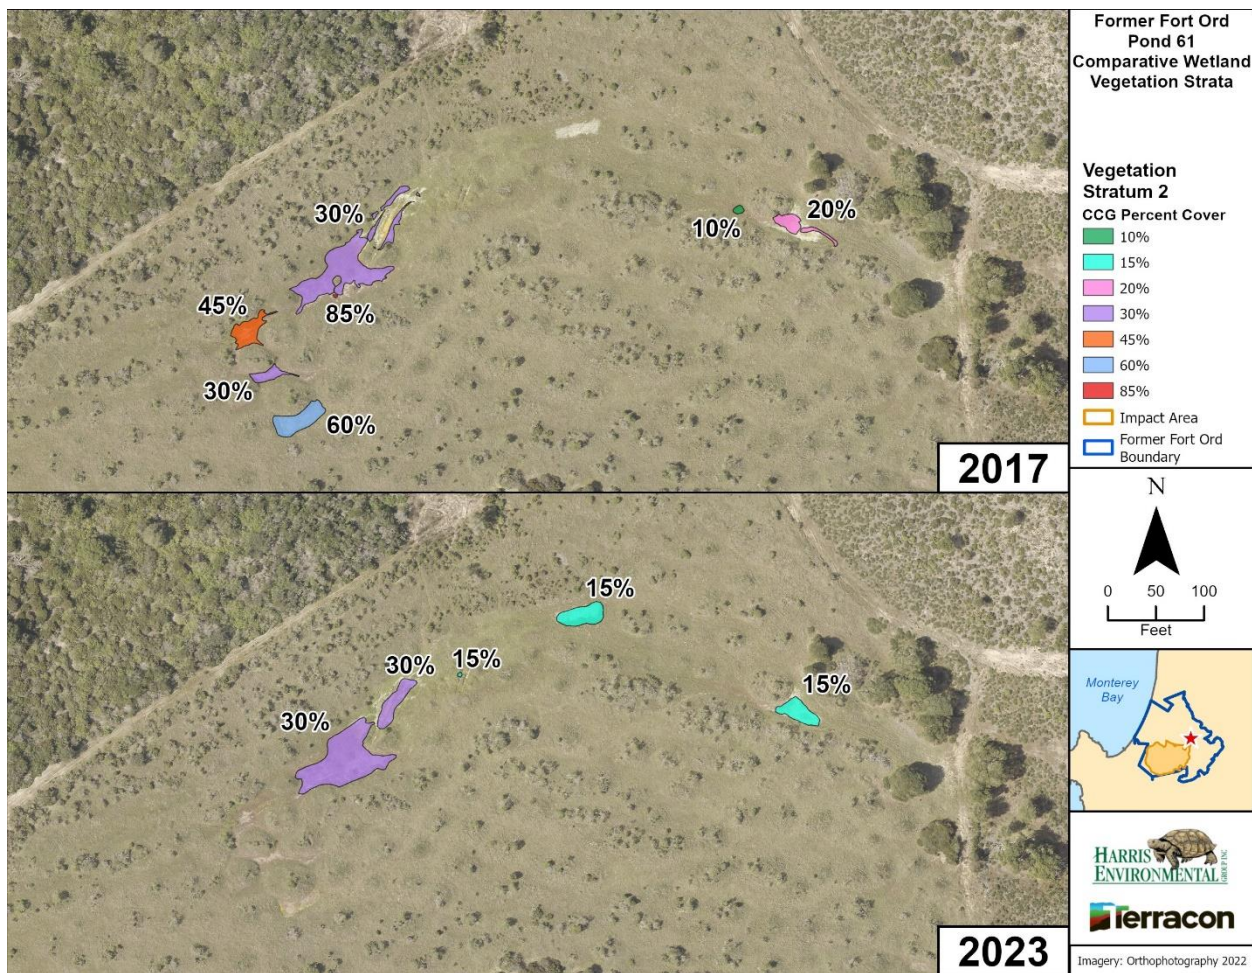 30%
20%
10%
45%
85%
30%
60%
2017
15%
15%
30%
15%
30%
2023
Former Fort Ord
Pond 61
Comparative Wetland
Vegetation Strata
Vegetation
Stratum 2
CCG Percent Cover
10%
15%
20%
30%
45%
60%
85%
Impact Area
Former Fort Ord
Boundary
N
0 50 100
Feet
Monterey
Bay
HARRIS
ENVIRONMENTAL
GROUP INC
Terracon
Imagery: Orthophotography 2022